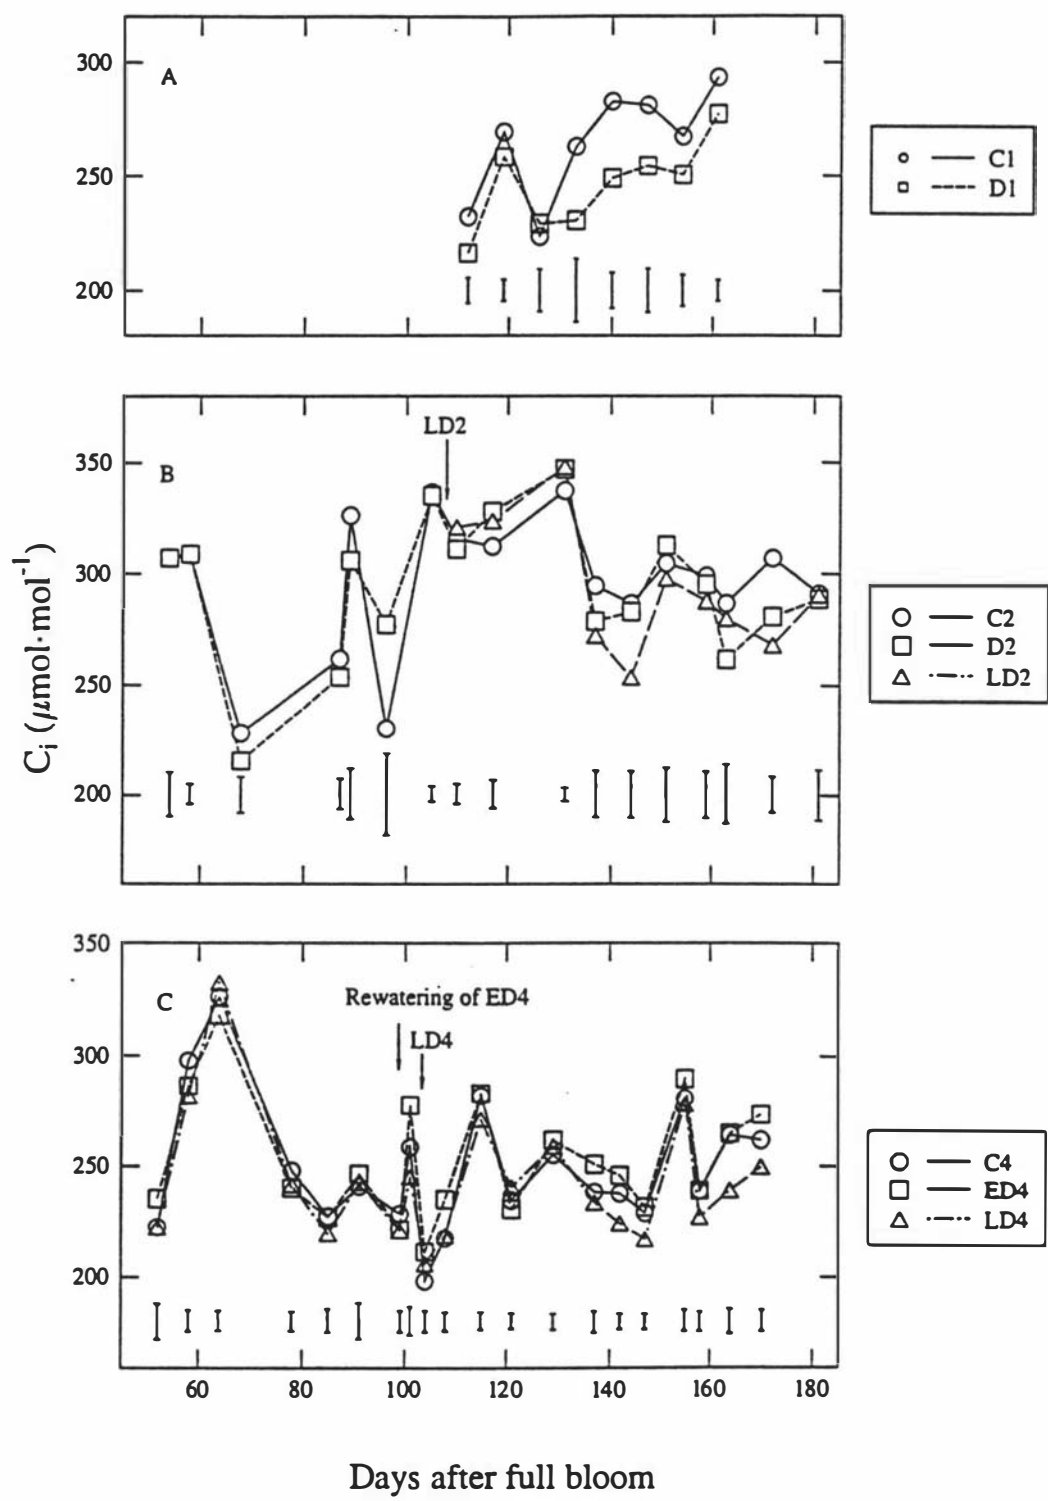 300
A
250
200
C1
D1
LD2
350
B
300
250
200
C2
D2
LD2
Cᵢ (μmol·mol⁻¹)
350
C
Rewatering of ED4
LD4
300
250
200
C4
ED4
LD4
60 80 100 120 140 160 180
Days after full bloom